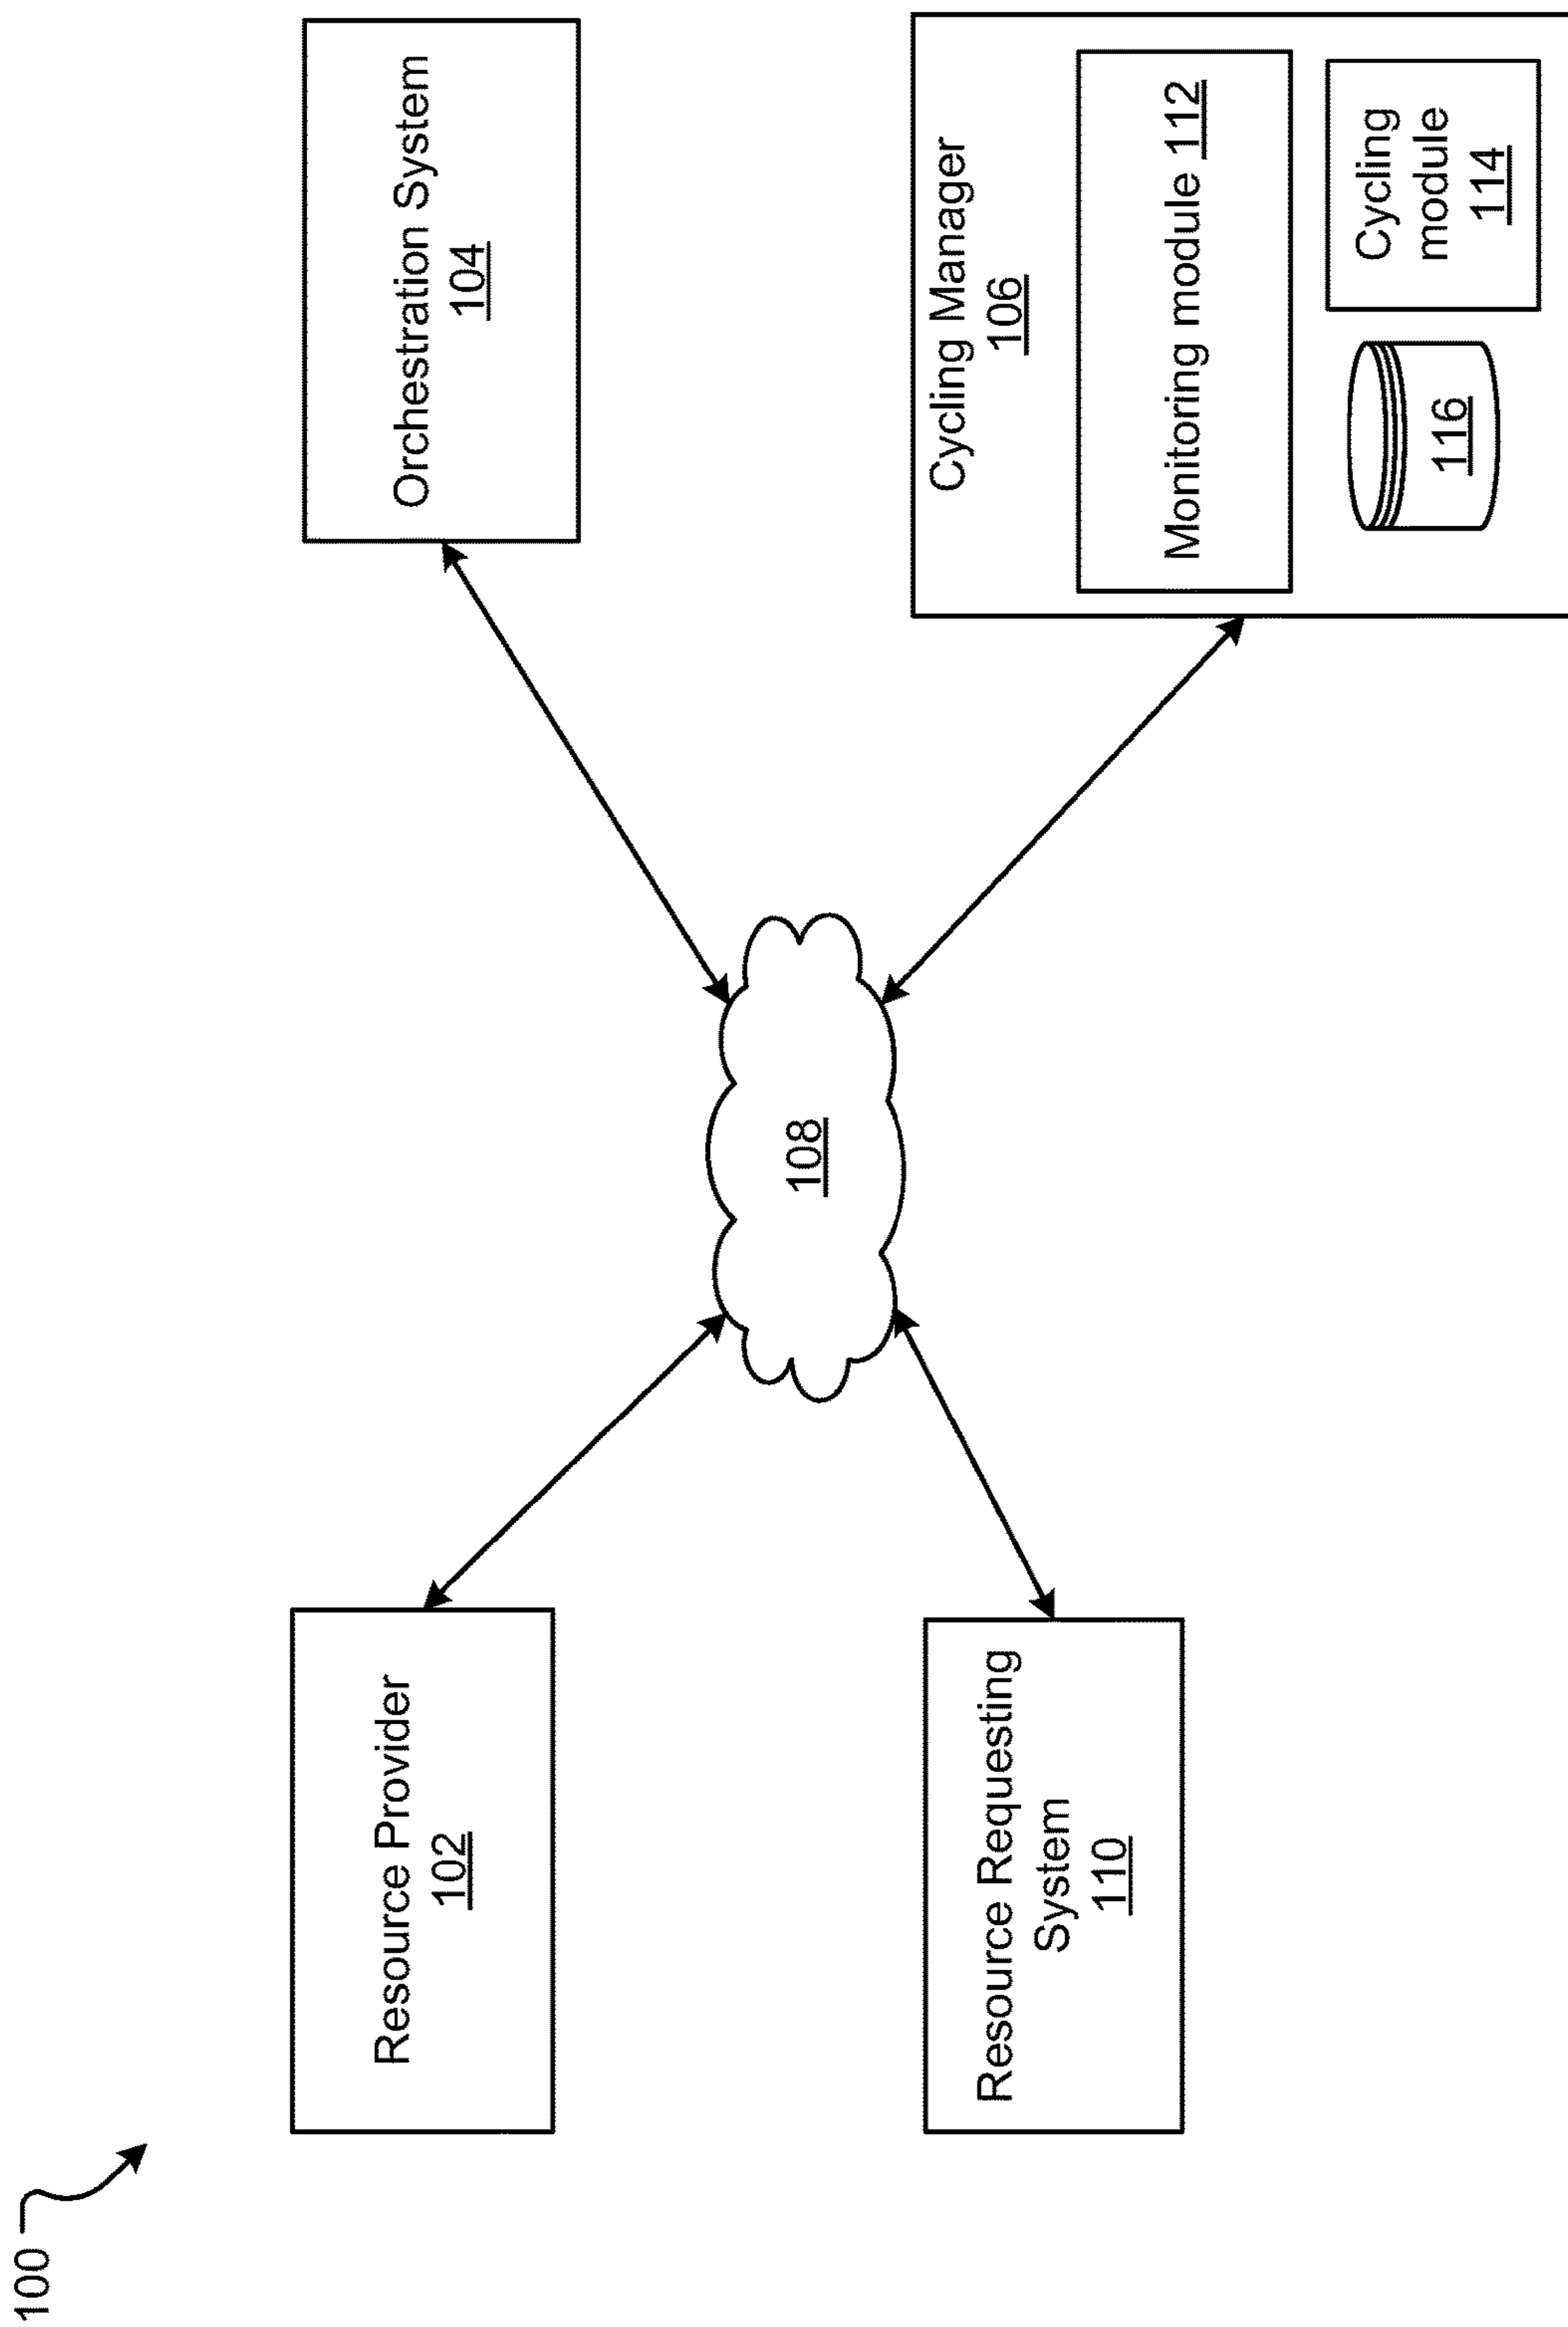 100
Resource Provider
102
Orchestration System
104
108
Resource Requesting
System
110
Cycling Manager
106
Monitoring module 112
116
Cycling
module
114